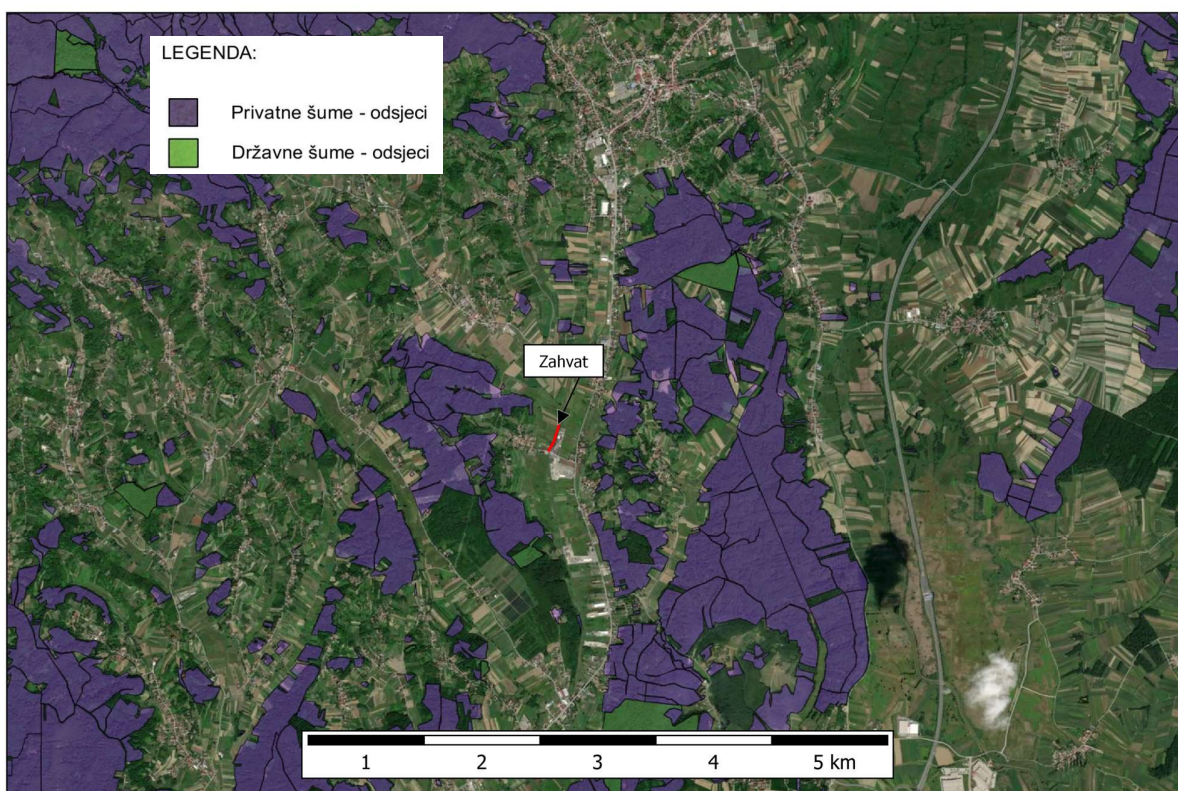 LEGENDA:
Privatne šume - odsjeci
Državne šume - odsjeci
Zahvat
1 2 3 4 5 km